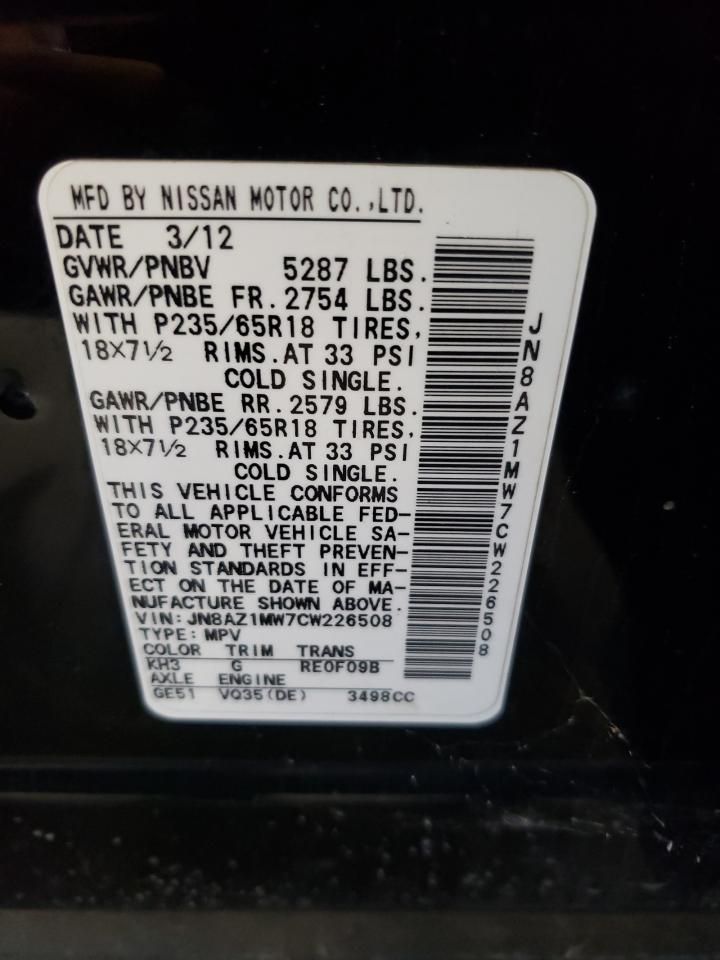 MFD BY NISSAN MOTOR CO.,LTD.
DATE 3/12
GVWR/PNBV 5287 LBS.
GAWR/PNBE FR. 2754 LBS.
WITH P235/65R18 TIRES,
18×7½ RIMS.AT 33 PSI
COLD SINGLE.
GAWR/PNBE RR. 2579 LBS.
WITH P235/65R18 TIRES,
18×7½ RIMS.AT 33 PSI
COLD SINGLE.
THIS VEHICLE CONFORMS
TO ALL APPLICABLE FED-
ERAL MOTOR VEHICLE SA-
FETY AND THEFT PREVEN-
TION STANDARDS IN EFF-
ECT ON THE DATE OF MA-
NUFACTURE SHOWN ABOVE.
VIN: JN8AZ1MW7CW226508
TYPE: MPV
COLOR TRIM TRANS
KH3 G RE0F09B
AXLE ENGINE
GE51 VQ35(DE) 3498CC
JN8AZ1MW7CW226508